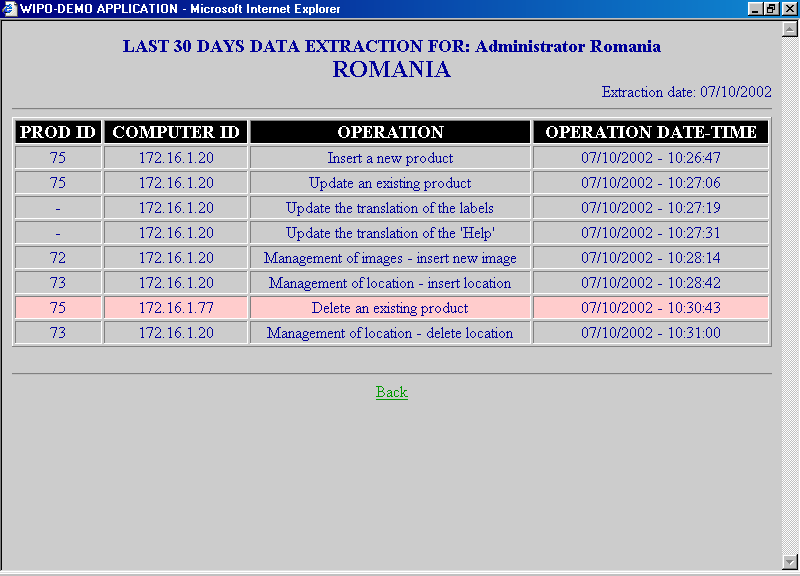 WIPO-DEMO APPLICATION - Microsoft Internet Explorer
LAST 30 DAYS DATA EXTRACTION FOR: Administrator Romania
ROMANIA
Extraction date: 07/10/2002
PROD ID COMPUTER ID OPERATION OPERATION DATE-TIME
75 172.16.1.20 Insert a new product 07/10/2002 - 10:26:47
75 172.16.1.20 Update an existing product 07/10/2002 - 10:27:06
- 172.16.1.20 Update the translation of the labels 07/10/2002 - 10:27:19
- 172.16.1.20 Update the translation of the 'Help' 07/10/2002 - 10:27:31
72 172.16.1.20 Management of images - insert new image 07/10/2002 - 10:28:14
73 172.16.1.20 Management of location - insert location 07/10/2002 - 10:28:42
75 172.16.1.77 Delete an existing product 07/10/2002 - 10:30:43
73 172.16.1.20 Management of location - delete location 07/10/2002 - 10:31:00
Back